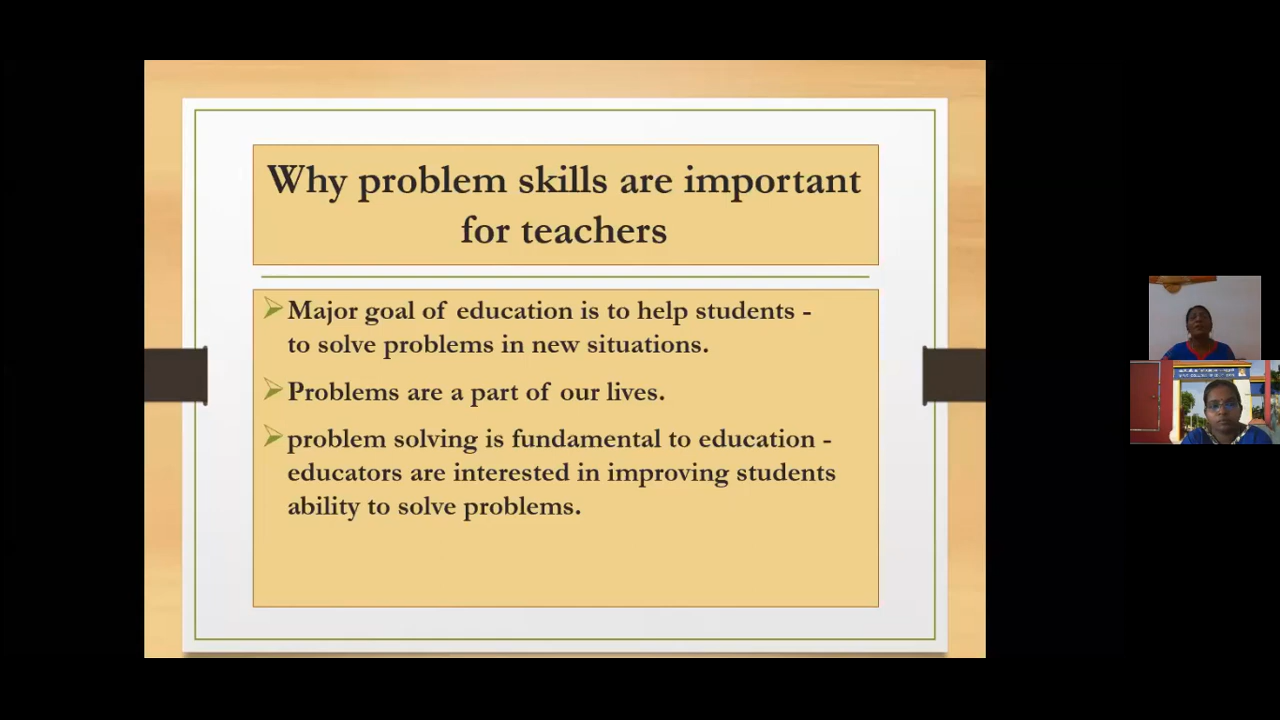 Why problem skills are important
for teachers
Major goal of education is to help students -
to solve problems in new situations.
Problems are a part of our lives.
problem solving is fundamental to education -
educators are interested in improving students
ability to solve problems.